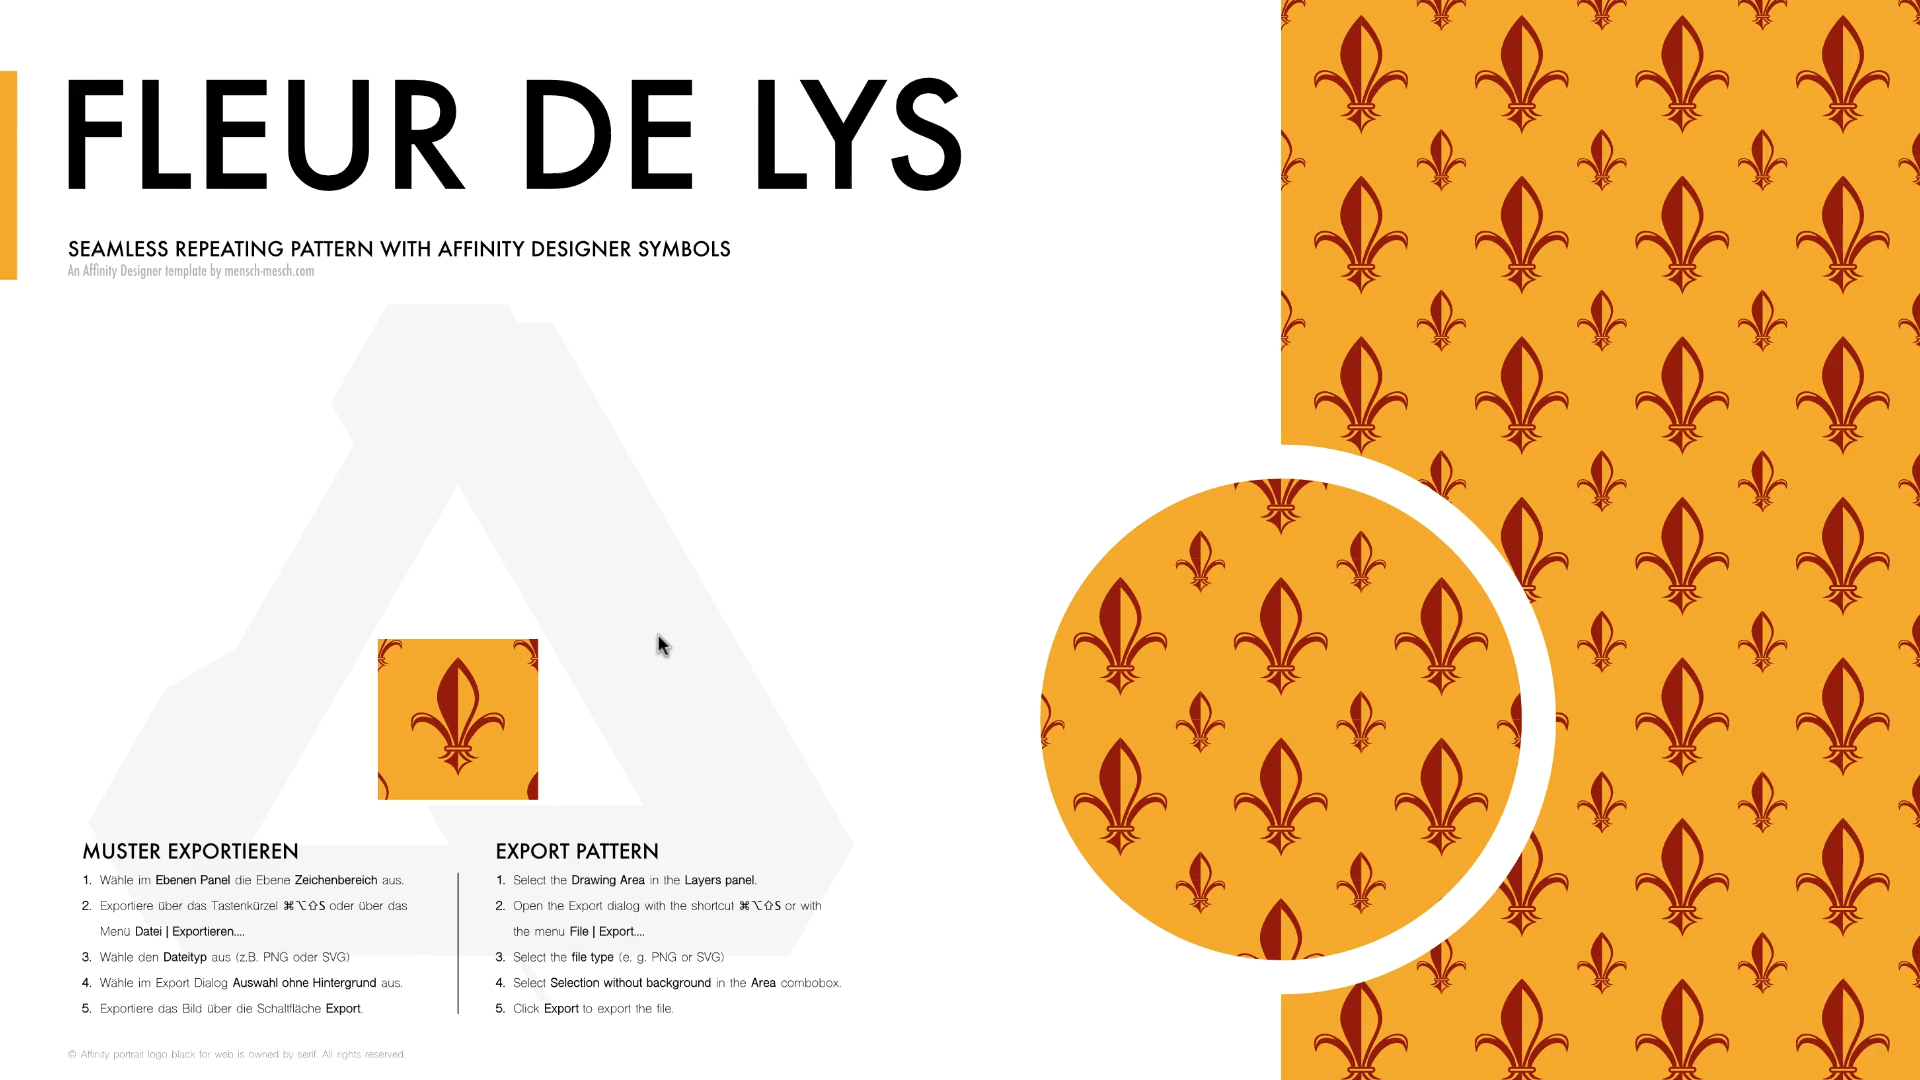 FLEUR DE LYS
SEAMLESS REPEATING PATTERN WITH AFFINITY DESIGNER SYMBOLS
An Affinity Designer template by mensch-mesch.com
MUSTER EXPORTIEREN
1. Wähle im Ebenen Panel die Ebene Zeichenbereich aus.
2. Exportiere über das Tastenkürzel ⌘⌥⇧S oder über das
Menü Datei | Exportieren....
3. Wähle den Dateityp aus (z.B. PNG oder SVG)
4. Wähle im Export Dialog Auswahl ohne Hintergrund aus.
5. Exportiere das Bild über die Schaltfläche Export.
EXPORT PATTERN
1. Select the Drawing Area in the Layers panel.
2. Open the Export dialog with the shortcut ⌘⌥⇧S or with
the menu File | Export....
3. Select the file type (e. g. PNG or SVG)
4. Select Selection without background in the Area combobox.
5. Click Export to export the file.
© Affinity portrait logo black for web is owned by serif. All rights reserved.